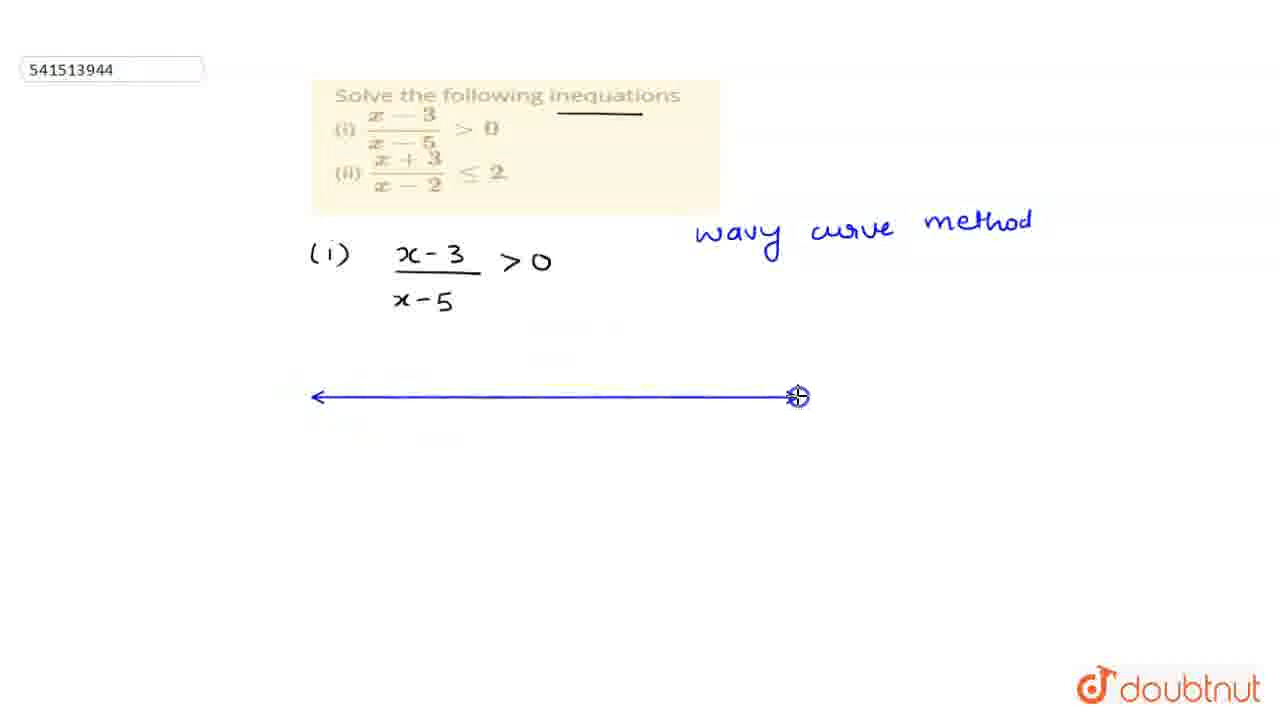 541513944
Solve the following inequations
(i) x − 3 / x − 5 > 0
(ii) x + 3 / x − 2 ≤ 2
wavy curve method
(i) x - 3 / x - 5 > 0
doubtnut